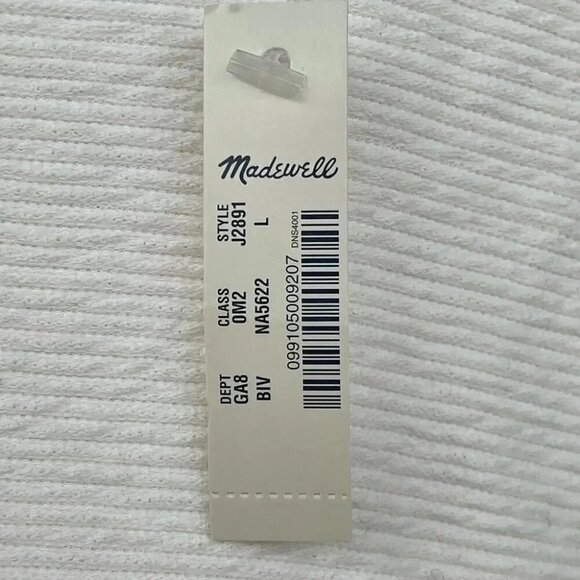 Madewell
DEPT CLASS STYLE
GA8 0M2 J2891
BIV NA5622 L
099105009207
DNS4001